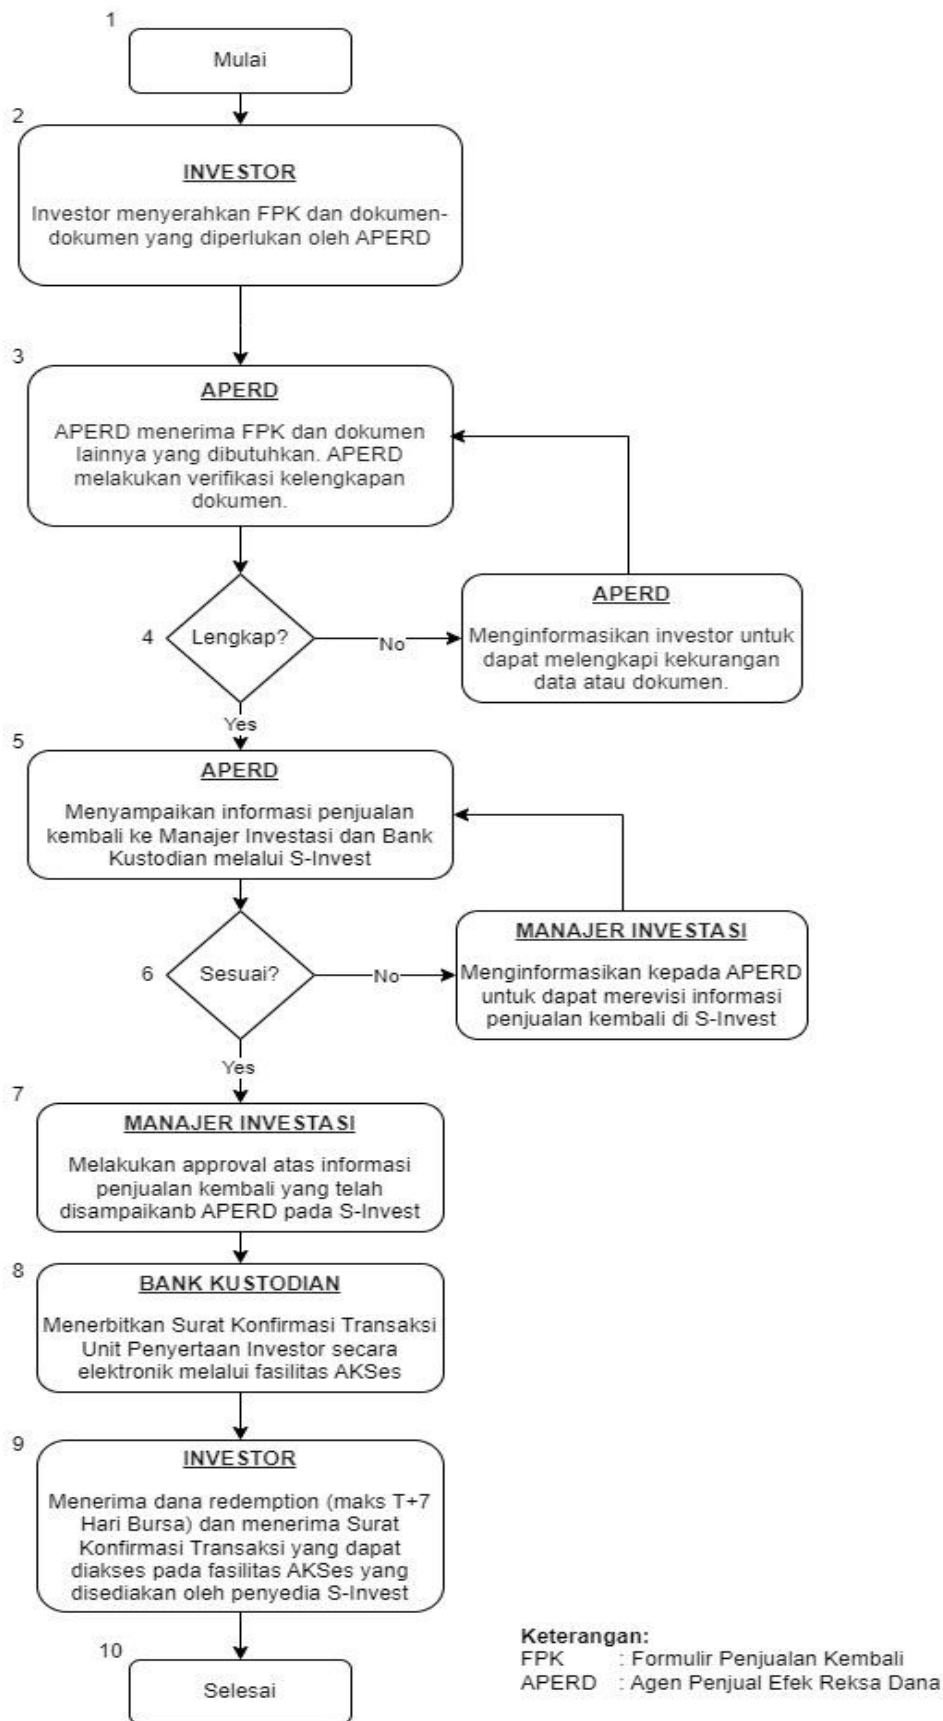 1
Mulai
2
INVESTOR
Investor menyerahkan FPK dan dokumen-
dokumen yang diperlukan oleh APERD
3
APERD
APERD menerima FPK dan dokumen
lainnya yang dibutuhkan. APERD
melakukan verifikasi kelengkapan
dokumen.
4
Lengkap?
No
APERD
Menginformasikan investor untuk
dapat melengkapi kekurangan
data atau dokumen.
Yes
5
APERD
Menyampaikan informasi penjualan
kembali ke Manajer Investasi dan Bank
Kustodian melalui S-Invest
6
Sesuai?
No
MANAJER INVESTASI
Menginformasikan kepada APERD
untuk dapat merevisi informasi
penjualan kembali di S-Invest
Yes
7
MANAJER INVESTASI
Melakukan approval atas informasi
penjualan kembali yang telah
disampaikanb APERD pada S-Invest
8
BANK KUSTODIAN
Menerbitkan Surat Konfirmasi Transaksi
Unit Penyertaan Investor secara
elektronik melalui fasilitas AKSes
9
INVESTOR
Menerima dana redemption (maks T+7
Hari Bursa) dan menerima Surat
Konfirmasi Transaksi yang dapat
diakses pada fasilitas AKSes yang
disediakan oleh penyedia S-Invest
10
Selesai
Keterangan:
FPK : Formulir Penjualan Kembali
APERD : Agen Penjual Efek Reksa Dana